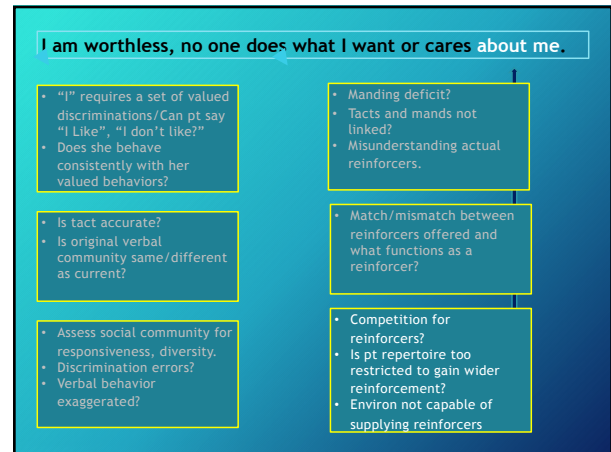 I am worthless, no one does what I want or cares about me.
• "I" requires a set of valued
discriminations/Can pt say
"I Like", "I don't like?"
• Does she behave
consistently with her
valued behaviors?
• Manding deficit?
• Tacts and mands not
linked?
• Misunderstanding actual
reinforcers.
• Is tact accurate?
• Is original verbal
community same/different
as current?
• Match/mismatch between
reinforcers offered and
what functions as a
reinforcer?
• Assess social community for
responsiveness, diversity.
• Discrimination errors?
• Verbal behavior
exaggerated?
• Competition for
reinforcers?
• Is pt repertoire too
restricted to gain wider
reinforcement?
• Environ not capable of
supplying reinforcers